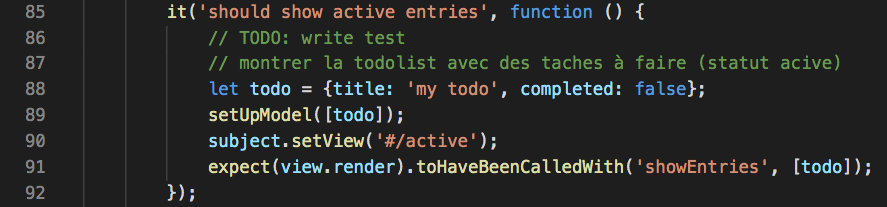 85 it('should show active entries', function () {
86 // TODO: write test
87 // montrer la todolist avec des taches à faire (statut acive)
88 let todo = {title: 'my todo', completed: false};
89 setUpModel([todo]);
90 subject.setView('#/active');
91 expect(view.render).toHaveBeenCalledWith('showEntries', [todo]);
92 });